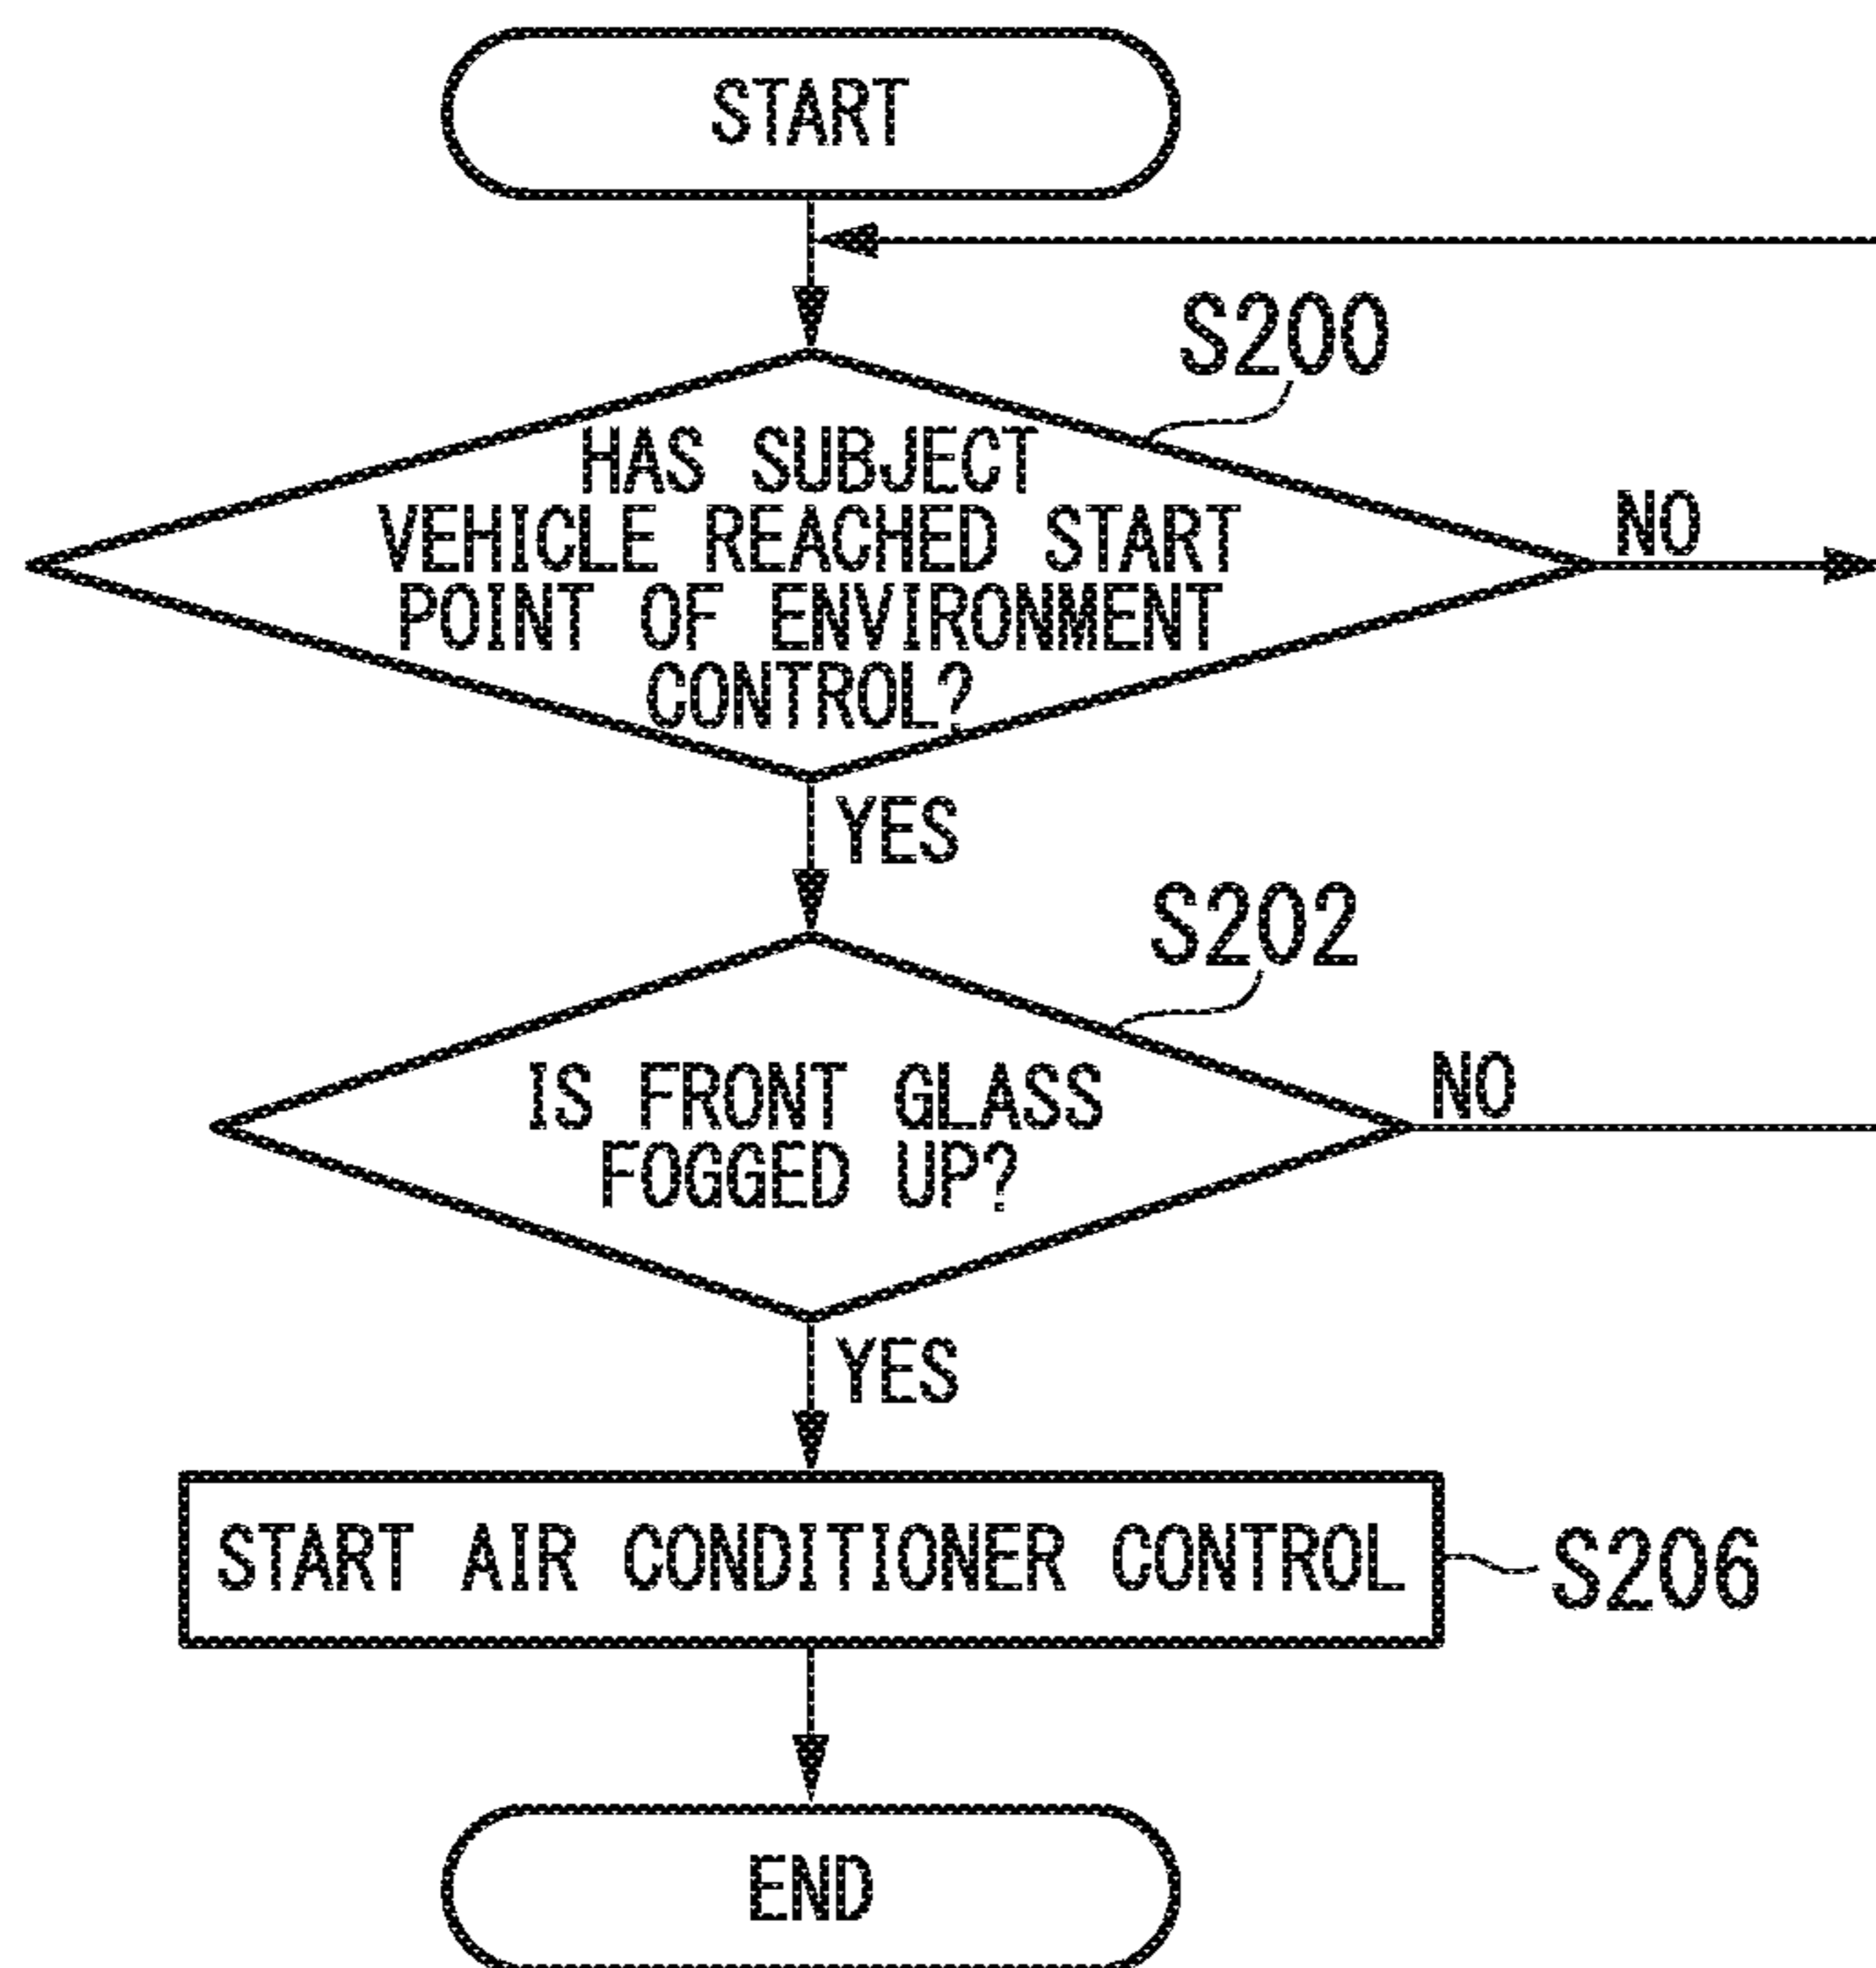 START
S200
HAS SUBJECT
VEHICLE REACHED START
POINT OF ENVIRONMENT
CONTROL?
NO
YES
S202
IS FRONT GLASS
FOGGED UP?
NO
YES
START AIR CONDITIONER CONTROL
S206
END